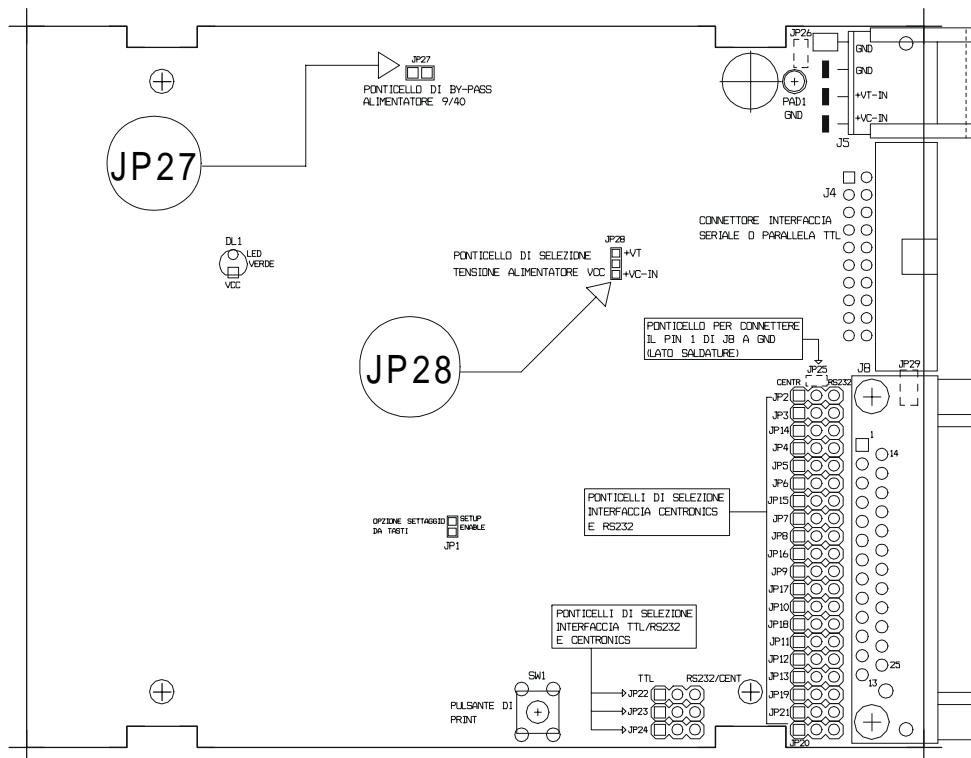 JP27
PONTICELLO DI BY-PASS
ALIMENTATORE 9/40
JP27
JP26
GND
GND
+VT-IN
+VC-IN
PAD1
GND
J5
J4
CONNETTORE INTERFACCIA
SERIALE O PARALLELA TTL
DL1
LED
VERDE
VCC
JP28
PONTICELLO DI SELEZIONE
TENSIONE ALIMENTATORE VCC
+VT
+VC-IN
JP28
PONTICELLO PER CONNETTERE
IL PIN 1 DI J8 A GND
(LATO SALDATURE)
JP25
CENTR
RS232
J8
JP29
JP2
JP3
JP14
JP4
JP5
JP6
JP15
JP7
JP8
JP16
JP9
JP17
JP10
JP18
JP11
JP12
JP13
JP19
JP21
JP20
1
14
25
13
PONTICELLI DI SELEZIONE
INTERFACCIA CENTRONICS
E RS232
OPZIONE SETTAGGIO
DA TASTI
SETUP
ENABLE
JP1
PONTICELLI DI SELEZIONE
INTERFACCIA TTL/RS232
E CENTRONICS
TTL
RS232/CENT
JP22
JP23
JP24
SW1
PULSANTE DI
PRINT